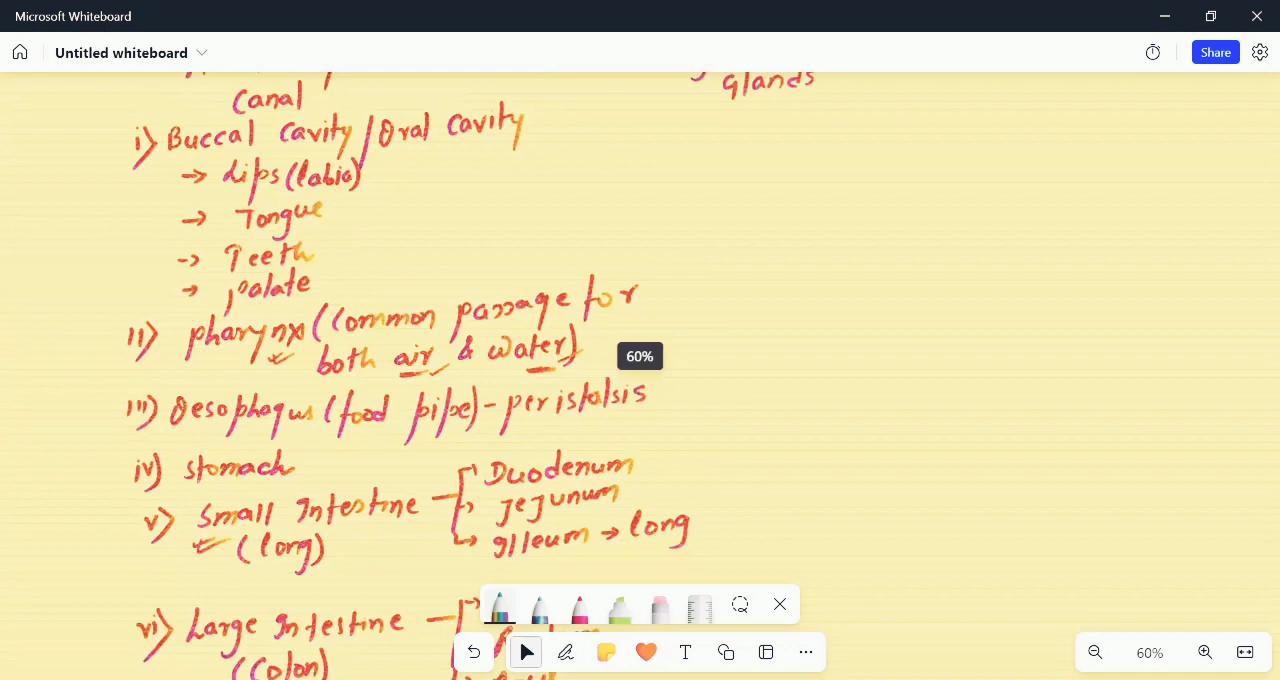 Microsoft Whiteboard
Untitled whiteboard
Share
glands
Canal
i) Buccal Cavity/Oral Cavity
→ Lips (labia)
→ Tongue
→ Teeth
→ palate
ii) pharynx (Common passage for
both air & water)
60%
iii) Oesophagus (food pipe) - peristalsis
iv) stomach
Duodenum
v) Small Intestine
Jejunum
(long)
Illeum → long
vi) Large Intestine
(Colon)
60%